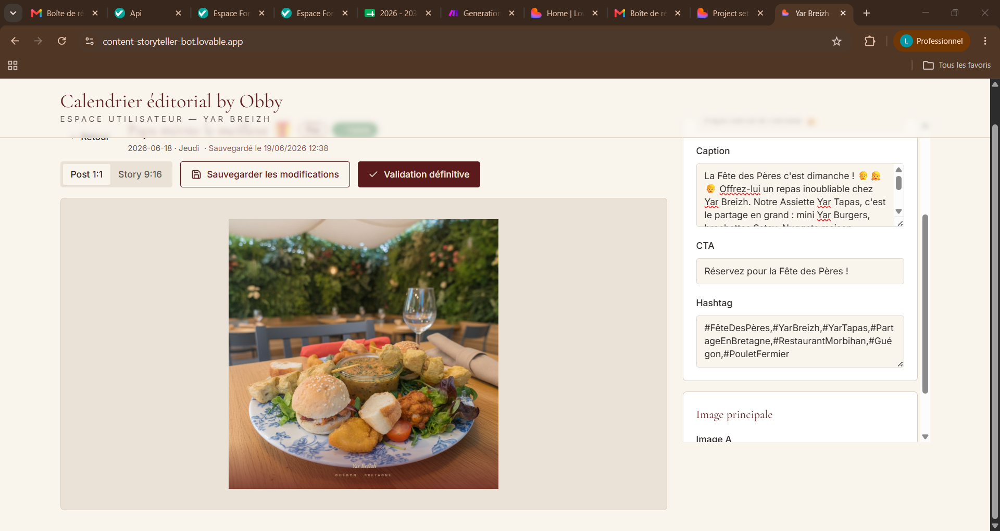 Boîte de ré
Api
Espace For
Espace For
2026 - 203
Generation
Home | Lo
Boîte de ré
Project set
Yar Breizh
content-storyteller-bot.lovable.app
L
Professionnel
Tous les favoris
Calendrier éditorial by Obby
ESPACE UTILISATEUR — YAR BREIZH
Retour
2026-06-18 · Jeudi · Sauvegardé le 19/06/2026 12:38
Post 1:1
Story 9:16
Sauvegarder les modifications
Validation définitive
Yar Breizh
GUÉGON · BRETAGNE
Caption
La Fête des Pères c'est dimanche ! 👨‍🦳👩‍🦳
👨 Offrez-lui un repas inoubliable chez
Yar Breizh. Notre Assiette Yar Tapas, c'est
le partage en grand : mini Yar Burgers,
brochettes Satay, Nuggets maison,
CTA
Réservez pour la Fête des Pères !
Hashtag
#FêteDesPères,#YarBreizh,#YarTapas,#Part
ageEnBretagne,#RestaurantMorbihan,#Gué
gon,#PouletFermier
Image principale
Image A